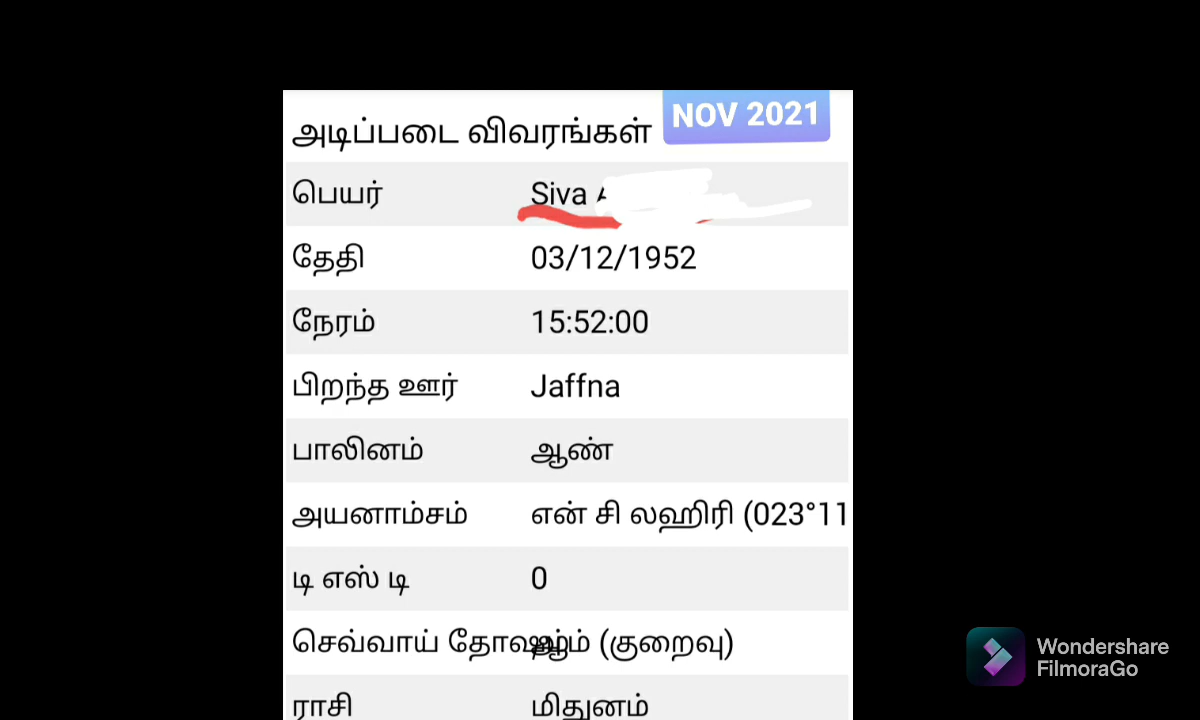 NOV 2021
அடிப்படை விவரங்கள்
பெயர் Siva
தேதி 03/12/1952
நேரம் 15:52:00
பிறந்த ஊர் Jaffna
பாலினம் ஆண்
அயனாம்சம் என் சி லஹிரி (023°11
டி எஸ் டி 0
செவ்வாய் தோஷம் ஆம் (குறைவு)
ராசி மிதுனம்
Wondershare
FilmoraGo